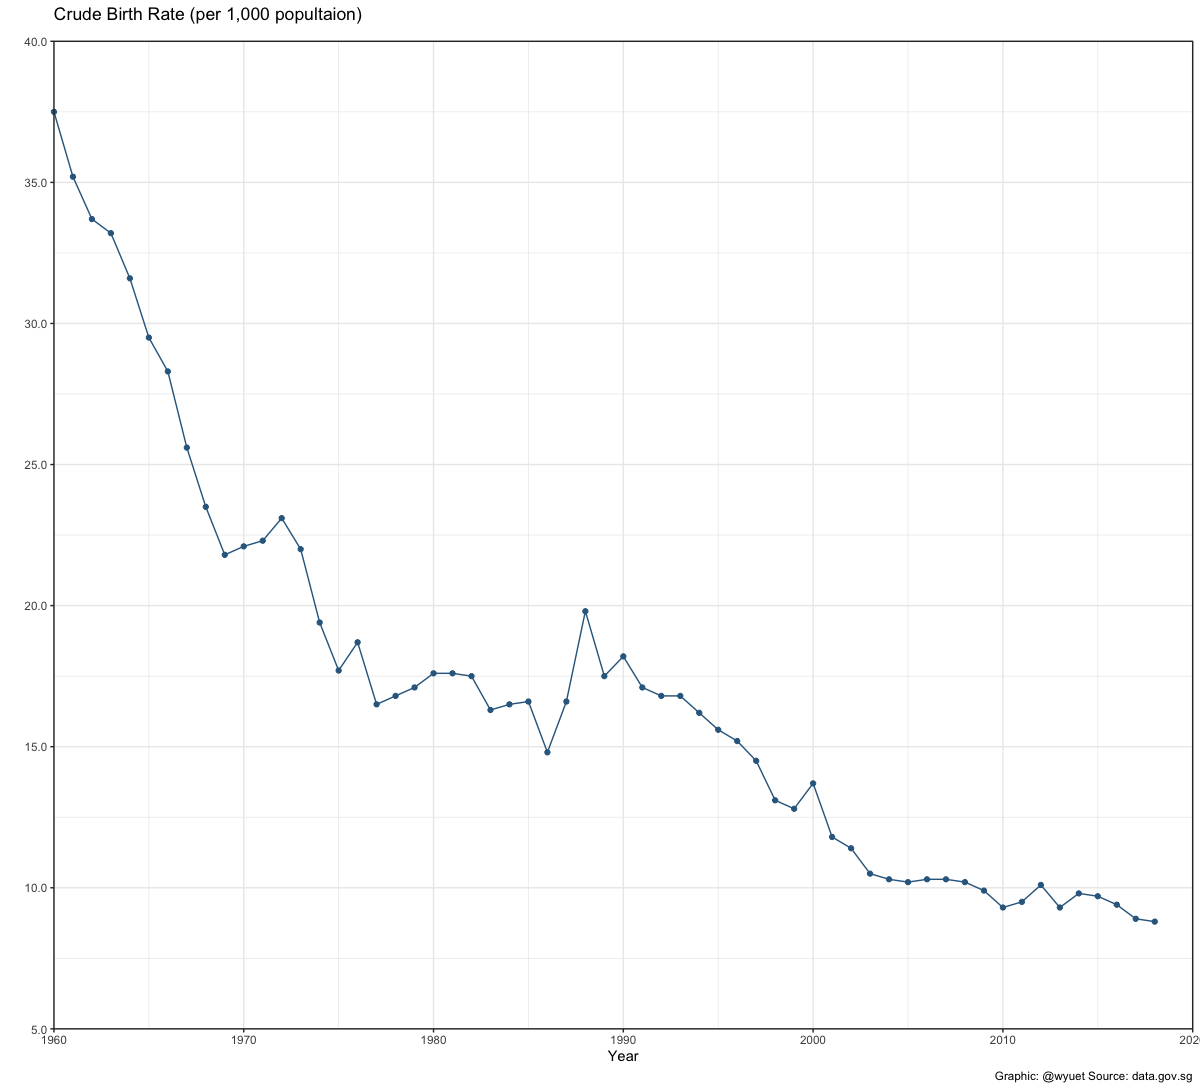 Crude Birth Rate (per 1,000 popultaion)
40.0
35.0
30.0
25.0
20.0
15.0
10.0
5.0
1960 1970 1980 1990 2000 2010 202
Year
Graphic: @wyuet Source: data.gov.sg